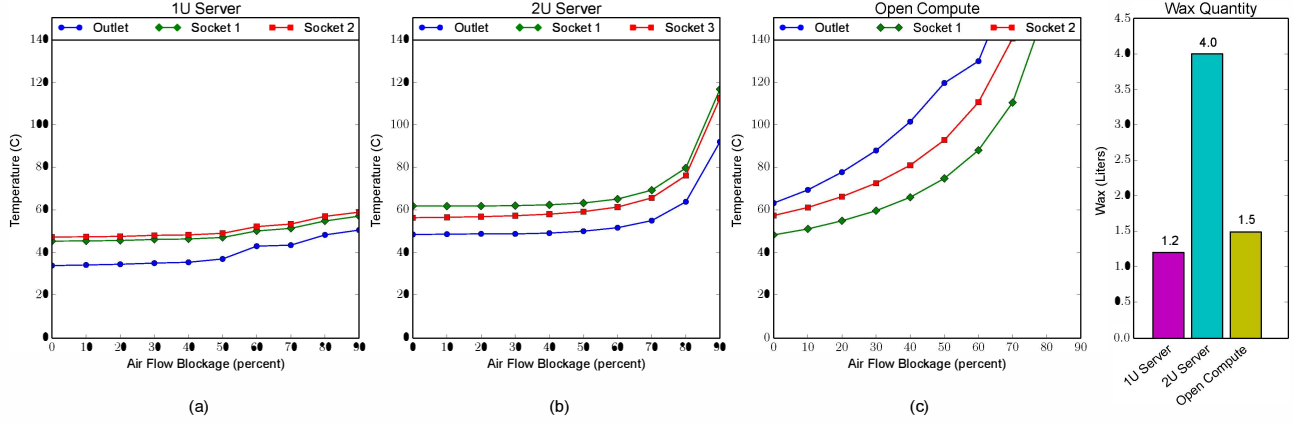 1U Server
Outlet Socket 1 Socket 2
Temperature (C)
140
120
100
80
60
40
20
0
0 10 20 30 40 50 60 70 80 90
Air Flow Blockage (percent)
(a)
2U Server
Outlet Socket 1 Socket 3
Temperature (C)
140
120
100
80
60
40
20
0
0 10 20 30 40 50 60 70 80 90
Air Flow Blockage (percent)
(b)
Open Compute
Outlet Socket 1 Socket 2
Temperature (C)
140
120
100
80
60
40
20
0
0 10 20 30 40 50 60 70 80 90
Air Flow Blockage (percent)
(c)
Wax Quantity
Wax (Liters)
4.5
4.0
3.5
3.0
2.5
2.0
1.5
1.0
0.5
0.0
1.2
4.0
1.5
1U Server
2U Server
Open Compute